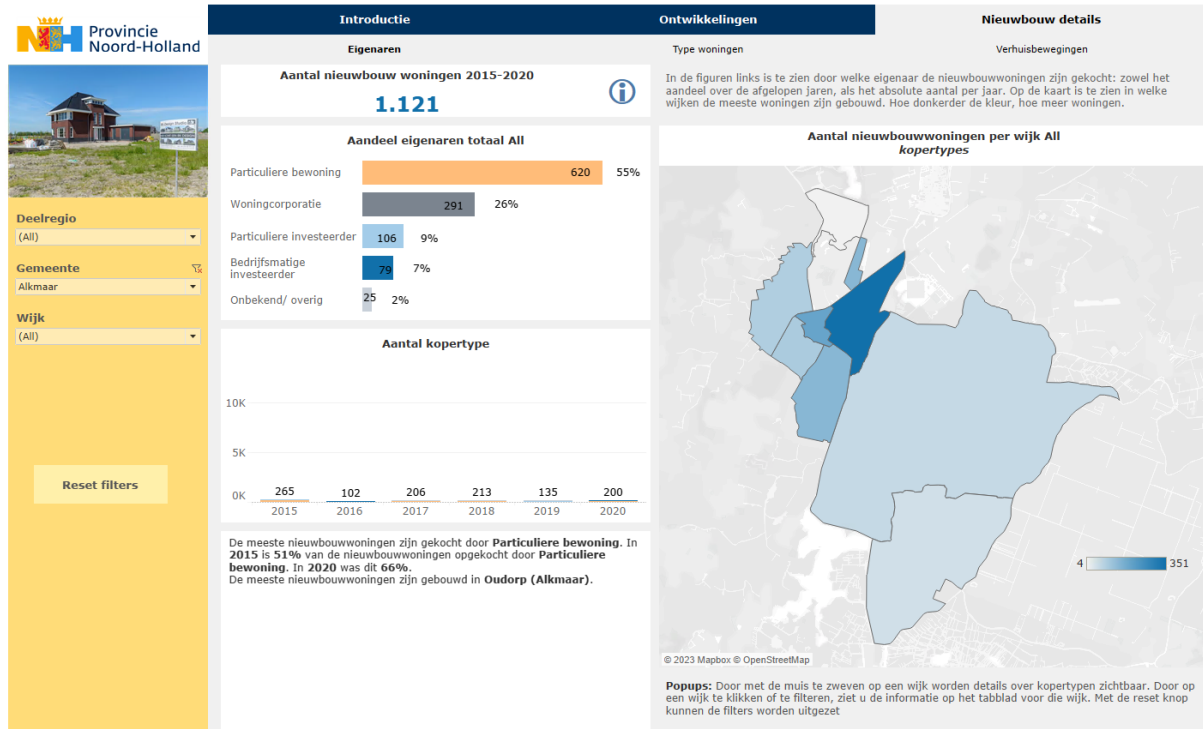 Provincie
Noord-Holland
Introductie
Ontwikkelingen
Nieuwbouw details
Eigenaren
Type woningen
Verhuisbewegingen
Deelregio
(All)
Gemeente
Alkmaar
Wijk
(All)
Reset filters
Aantal nieuwbouw woningen 2015-2020
1.121
Aandeel eigenaren totaal All
Particuliere bewoning 620 55%
Woningcorporatie 291 26%
Particuliere investeerder 106 9%
Bedrijfsmatige
investeerder 79 7%
Onbekend/ overig 25 2%
Aantal kopertype
10K
5K
0K
265 102 206 213 135 200
2015 2016 2017 2018 2019 2020
De meeste nieuwbouwwoningen zijn gekocht door Particuliere bewoning. In
2015 is 51% van de nieuwbouwwoningen opgekocht door Particuliere
bewoning. In 2020 was dit 66%.
De meeste nieuwbouwwoningen zijn gebouwd in Oudorp (Alkmaar).
In de figuren links is te zien door welke eigenaar de nieuwbouwwoningen zijn gekocht: zowel het
aandeel over de afgelopen jaren, als het absolute aantal per jaar. Op de kaart is te zien in welke
wijken de meeste woningen zijn gebouwd. Hoe donkerder de kleur, hoe meer woningen.
Aantal nieuwbouwwoningen per wijk All
kopertypes
4 351
© 2023 Mapbox © OpenStreetMap
Popups: Door met de muis te zweven op een wijk worden details over kopertypen zichtbaar. Door op
een wijk te klikken of te filteren, ziet u de informatie op het tabblad voor die wijk. Met de reset knop
kunnen de filters worden uitgezet